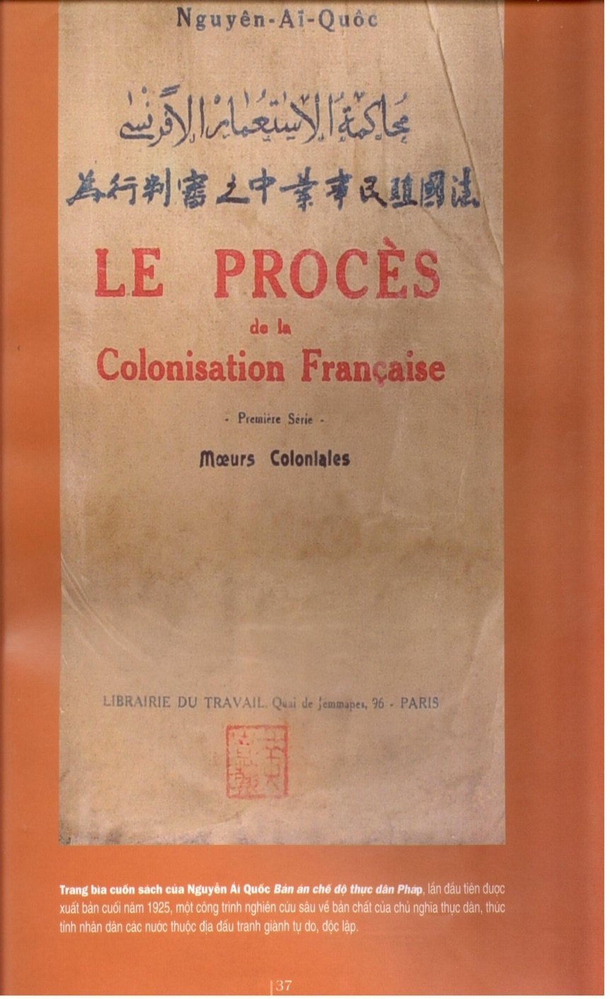 Nguyên-Aï-Quôc
محاكمة الاستعمار الافرنسي
法國殖民事業中之審判行為
LE PROCÈS
de la
Colonisation Française
- Première Série -
Mœurs Coloniales
LIBRAIRIE DU TRAVAIL, Quai de Jemmapes, 96 - PARIS
Trang bìa cuốn sách của Nguyễn Ái Quốc Bản án chế độ thực dân Pháp, lần đầu tiên được
xuất bản cuối năm 1925, một công trình nghiên cứu sâu về bản chất của chủ nghĩa thực dân, thức
tỉnh nhân dân các nước thuộc địa đấu tranh giành tự do, độc lập.
37